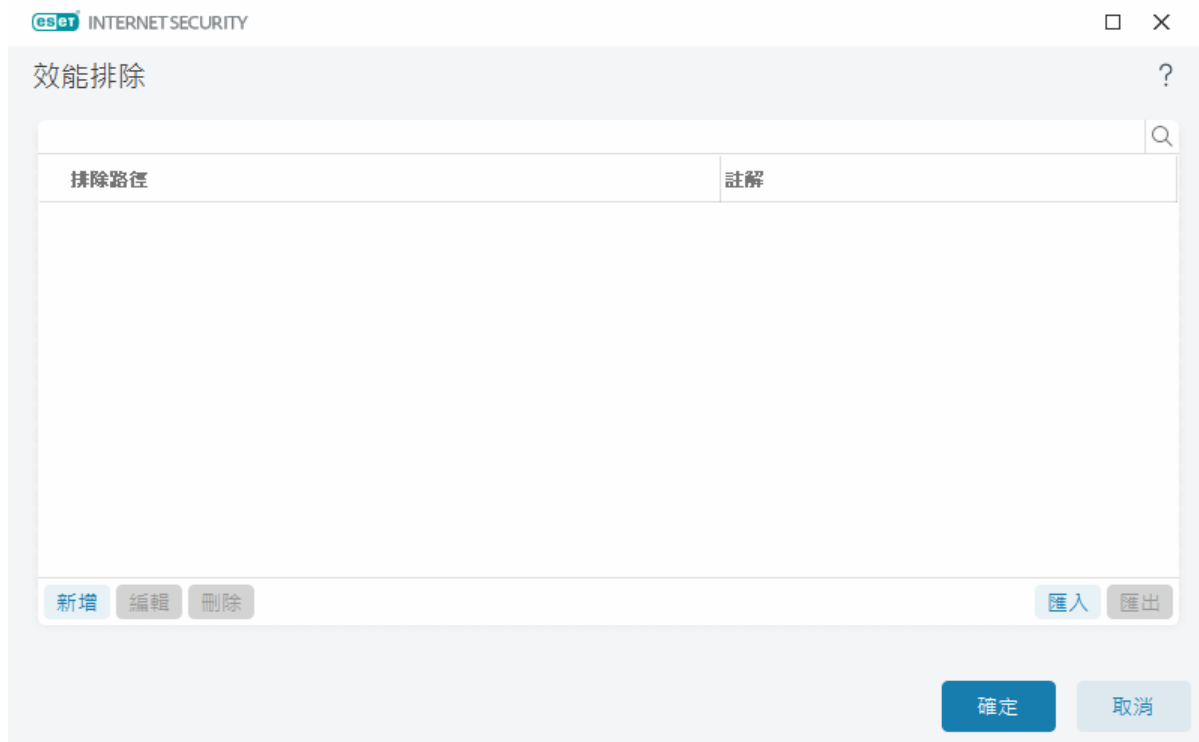 eset INTERNET SECURITY
效能排除
?
排除路徑 註解
新增 編輯 刪除 匯入 匯出
確定 取消